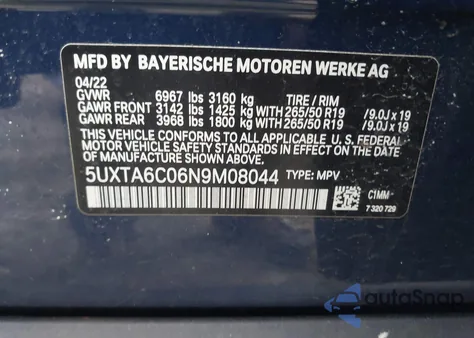 MFD BY BAYERISCHE MOTOREN WERKE AG
04/22
GVWR 6967 lbs 3160 kg TIRE / RIM
GAWR FRONT 3142 lbs 1425 kg WITH 265/50 R19 /9.0J x 19
GAWR REAR 3968 lbs 1800 kg WITH 265/50 R19 /9.0J x 19
THIS VEHICLE CONFORMS TO ALL APPLICABLE U.S. FEDERAL
MOTOR VEHICLE SAFETY STANDARDS IN EFFECT ON THE DATE
OF MANUFACTURE SHOWN ABOVE.
5UXTA6C06N9M08044 TYPE: MPV
C1MM
7 320 729
autoSnap